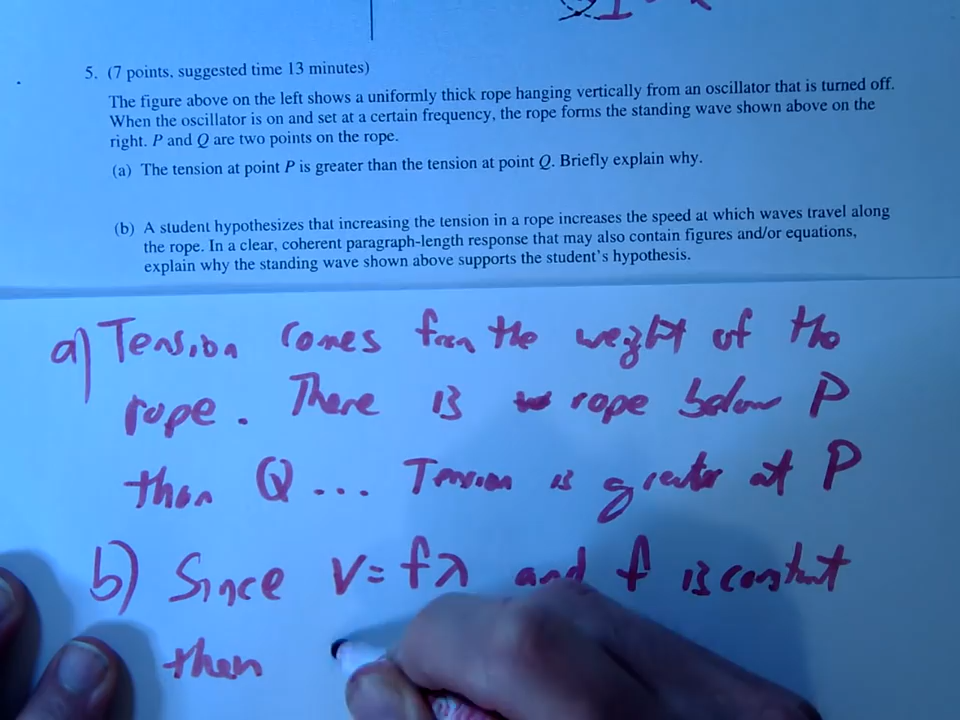 5. (7 points, suggested time 13 minutes)
The figure above on the left shows a uniformly thick rope hanging vertically from an oscillator that is turned off.
When the oscillator is on and set at a certain frequency, the rope forms the standing wave shown above on the
right. P and Q are two points on the rope.
(a) The tension at point P is greater than the tension at point Q. Briefly explain why.
(b) A student hypothesizes that increasing the tension in a rope increases the speed at which waves travel along
the rope. In a clear, coherent paragraph-length response that may also contain figures and/or equations,
explain why the standing wave shown above supports the student's hypothesis.
a) Tension comes from the weight of the
rope. There is rope below P
than Q ... Tension is greater at P
b) Since v = fλ and f is constant
then